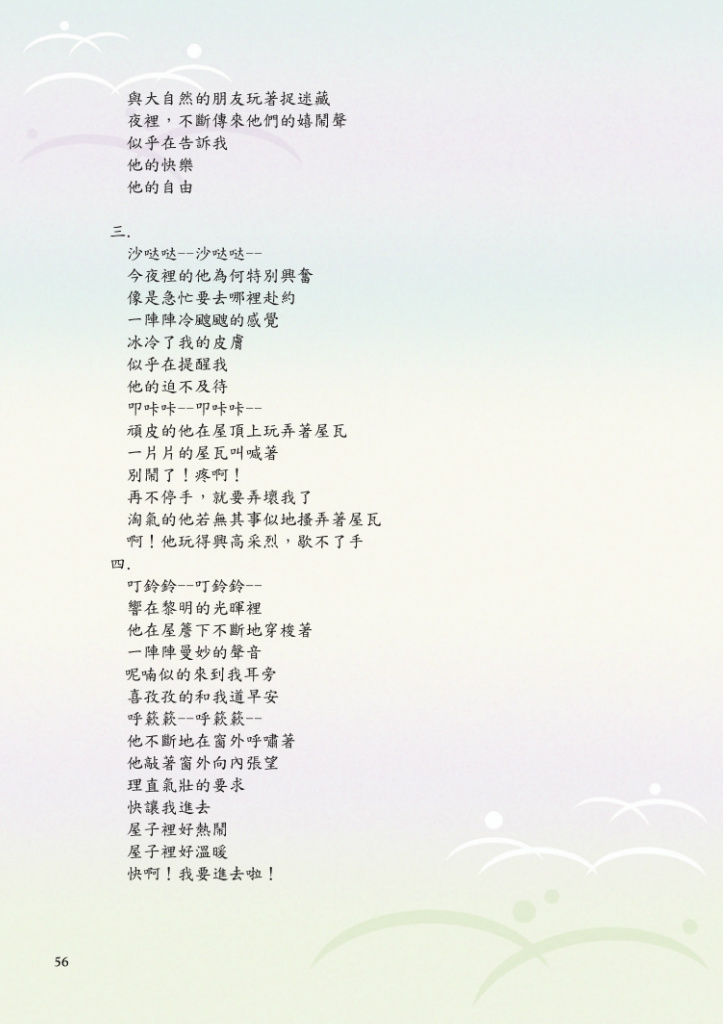 與大自然的朋友玩著捉迷藏
夜裡，不斷傳來他們的嬉鬧聲
似乎在告訴我
他的快樂
他的自由
三.
沙噠噠--沙噠噠--
今夜裡的他為何特別興奮
像是急忙要去哪裡赴約
一陣陣冷颼颼的感覺
冰冷了我的皮膚
似乎在提醒我
他的迫不及待
叩咔咔--叩咔咔--
頑皮的他在屋頂上玩弄著屋瓦
一片片的屋瓦叫喊著
別鬧了！疼啊！
再不停手，就要弄壞我了
淘氣的他若無其事似地搔弄著屋瓦
啊！他玩得興高采烈，歇不了手
四.
叮鈴鈴--叮鈴鈴--
響在黎明的光暉裡
他在屋簷下不斷地穿梭著
一陣陣曼妙的聲音
呢喃似的來到我耳旁
喜孜孜的和我道早安
呼簌簌--呼簌簌--
他不斷地在窗外呼嘯著
他敲著窗外向內張望
理直氣壯的要求
快讓我進去
屋子裡好熱鬧
屋子裡好溫暖
快啊！我要進去啦！
56